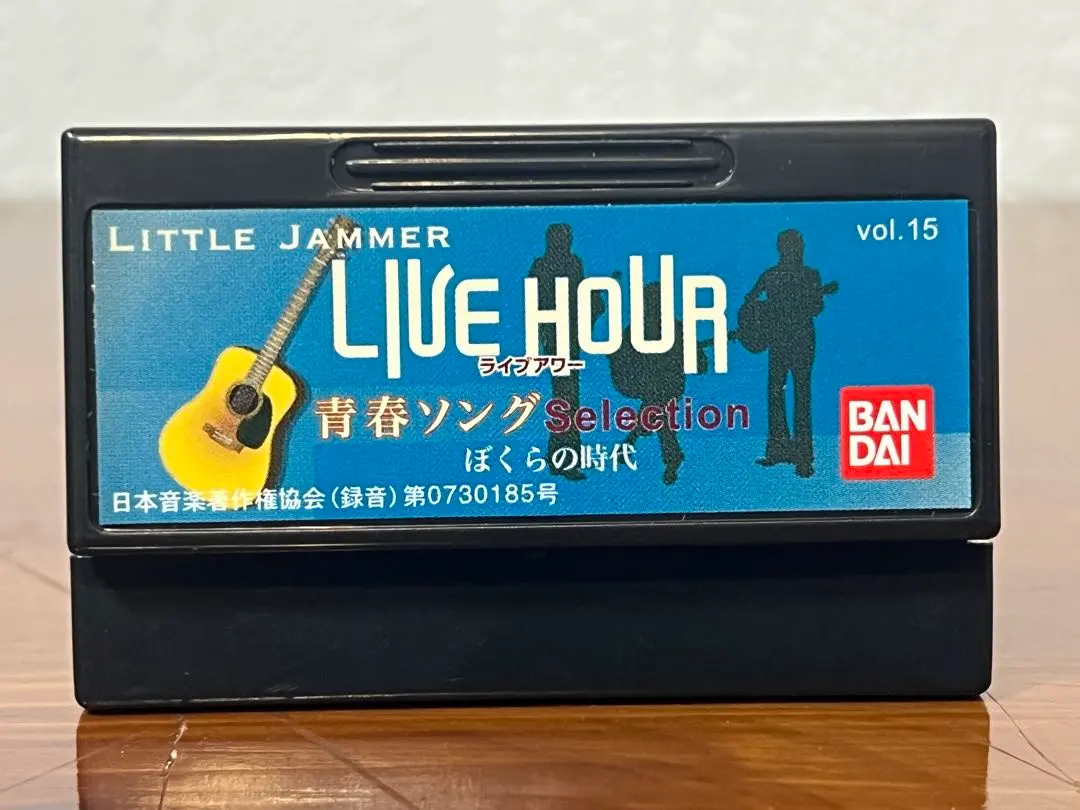 LITTLE JAMMER
vol.15
LIVE HOUR
ライブアワー
青春ソングSelection
ぼくらの時代
BAN
DAI
日本音楽著作権協会(録音)第0730185号